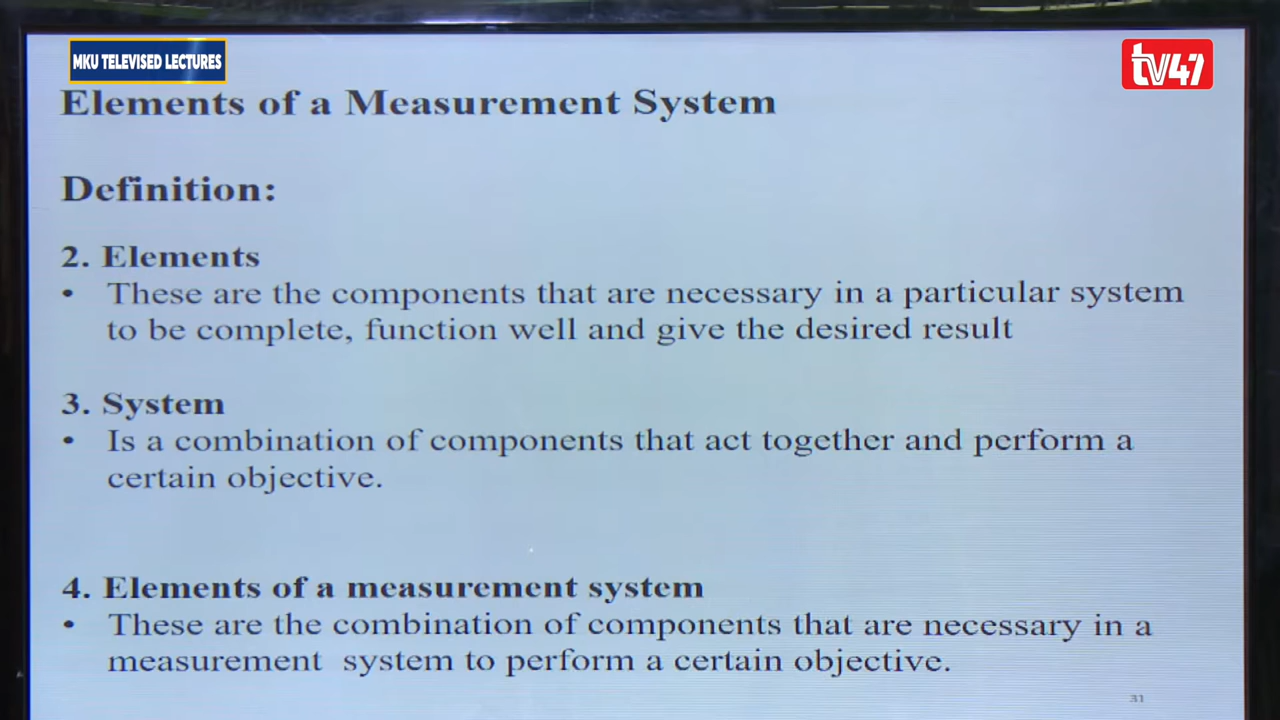 MKU TELEVISED LECTURES
tv47
Elements of a Measurement System
Definition:
2. Elements
• These are the components that are necessary in a particular system
to be complete, function well and give the desired result
3. System
• Is a combination of components that act together and perform a
certain objective.
4. Elements of a measurement system
• These are the combination of components that are necessary in a
measurement system to perform a certain objective.
31